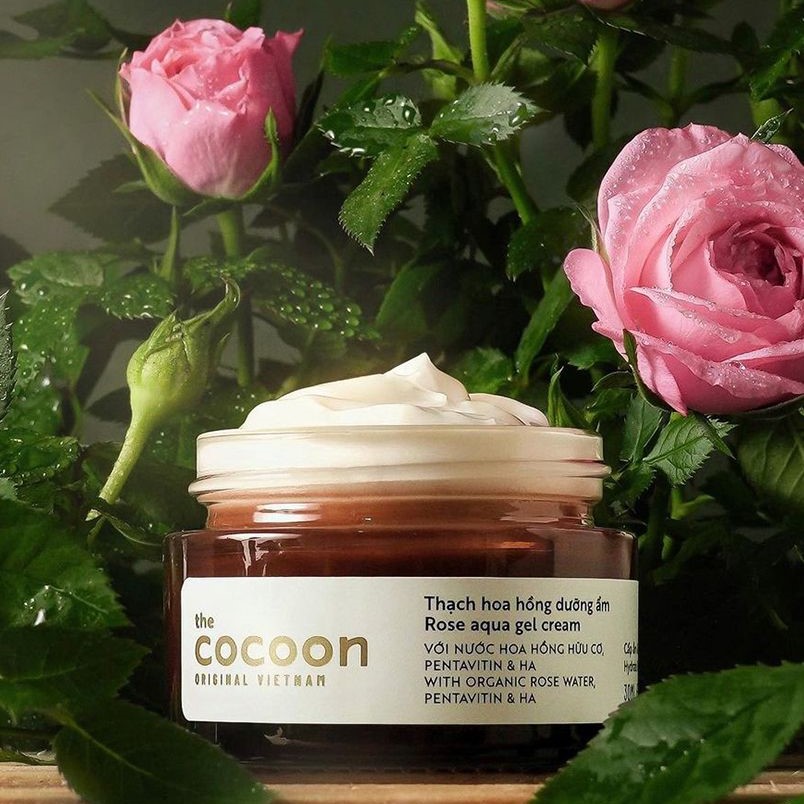 the
cocoon
ORIGINAL VIETNAM
Thạch hoa hồng dưỡng ẩm
Rose aqua gel cream
VỚI NƯỚC HOA HỒNG HỮU CƠ,
PENTAVITIN & HA
WITH ORGANIC ROSE WATER,
PENTAVITIN & HA